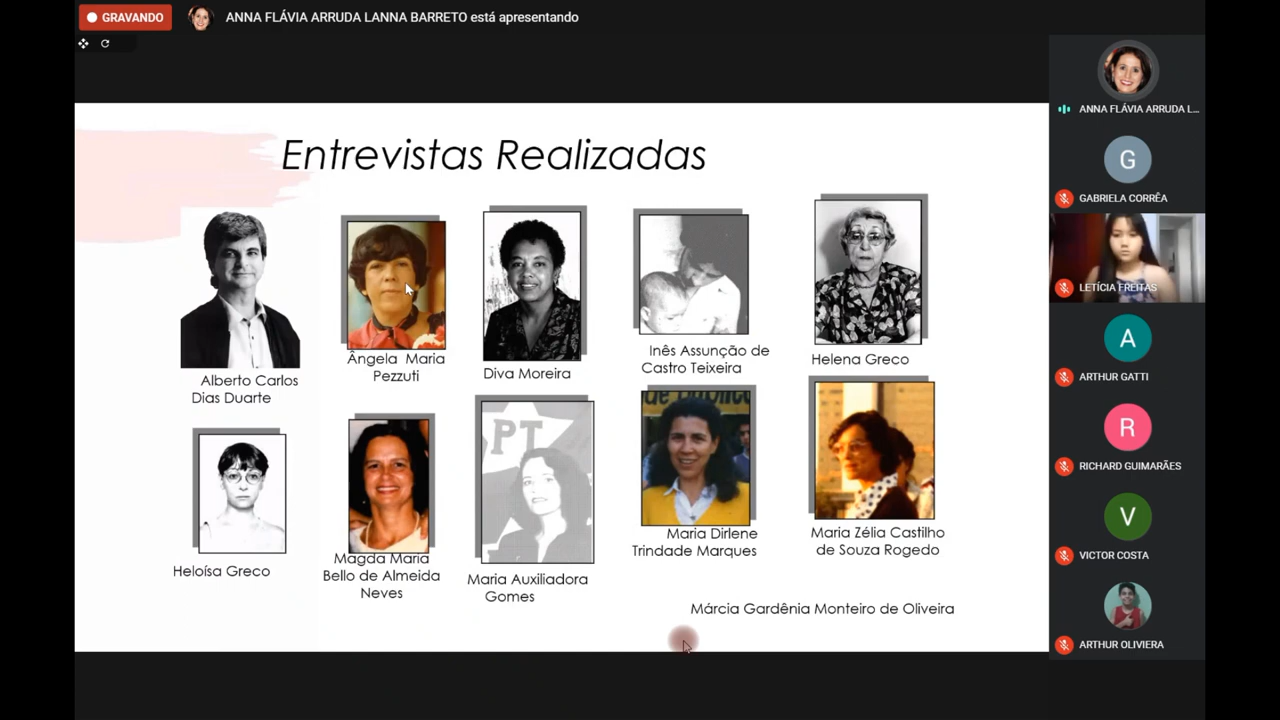 GRAVANDO
ANNA FLÁVIA ARRUDA LANNA BARRETO está apresentando
Entrevistas Realizadas
Alberto Carlos
Dias Duarte
Ângela Maria
Pezzuti
Diva Moreira
Inês Assunção de
Castro Teixeira
Helena Greco
Heloísa Greco
Magda Maria
Bello de Almeida
Neves
PT
Maria Auxiliadora
Gomes
Maria Dirlene
Trindade Marques
Maria Zélia Castilho
de Souza Rogedo
Márcia Gardênia Monteiro de Oliveira
ANNA FLÁVIA ARRUDA L...
G
GABRIELA CORRÊA
LETÍCIA FREITAS
A
ARTHUR GATTI
R
RICHARD GUIMARÃES
V
VICTOR COSTA
ARTHUR OLIVIERA